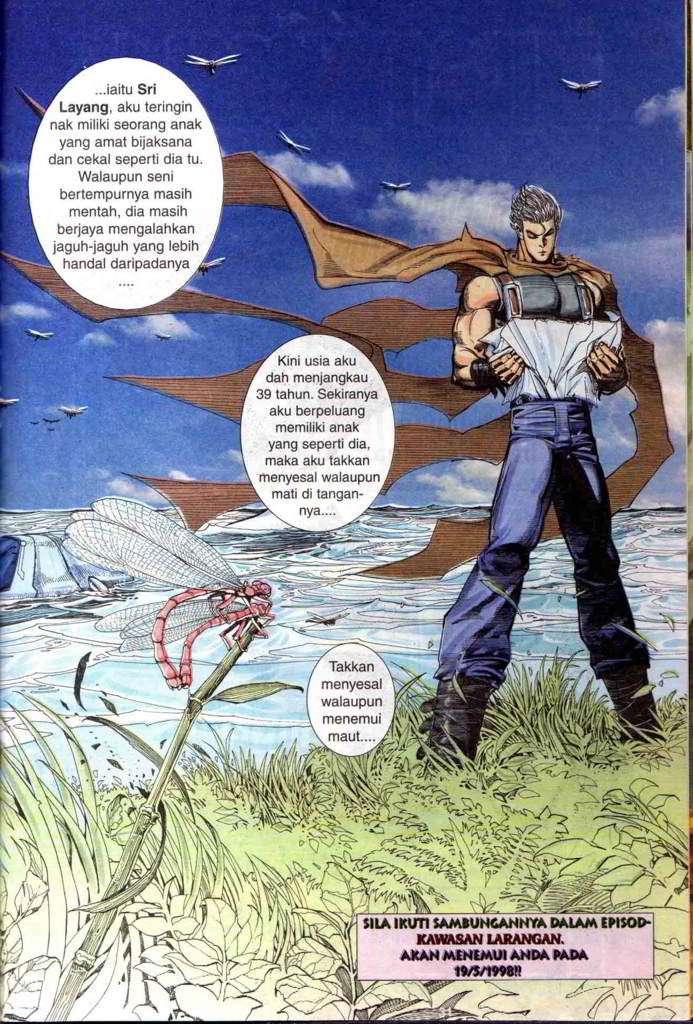 ...iaitu Sri
Layang, aku teringin
nak miliki seorang anak
yang amat bijaksana
dan cekal seperti dia tu.
Walaupun seni
bertempurnya masih
mentah, dia masih
berjaya mengalahkan
jaguh-jaguh yang lebih
handal daripadanya
....
Kini usia aku
dah menjangkau
39 tahun. Sekiranya
aku berpeluang
memiliki anak
yang seperti dia,
maka aku takkan
menyesal walaupun
mati di tangan-
nya....
Takkan
menyesal
walaupun
menemui
maut....
SILA IKUTI SAMBUNGANNYA DALAM EPISOD-
KAWASAN LARANGAN.
AKAN MENEMUI ANDA PADA
19/5/1998!!